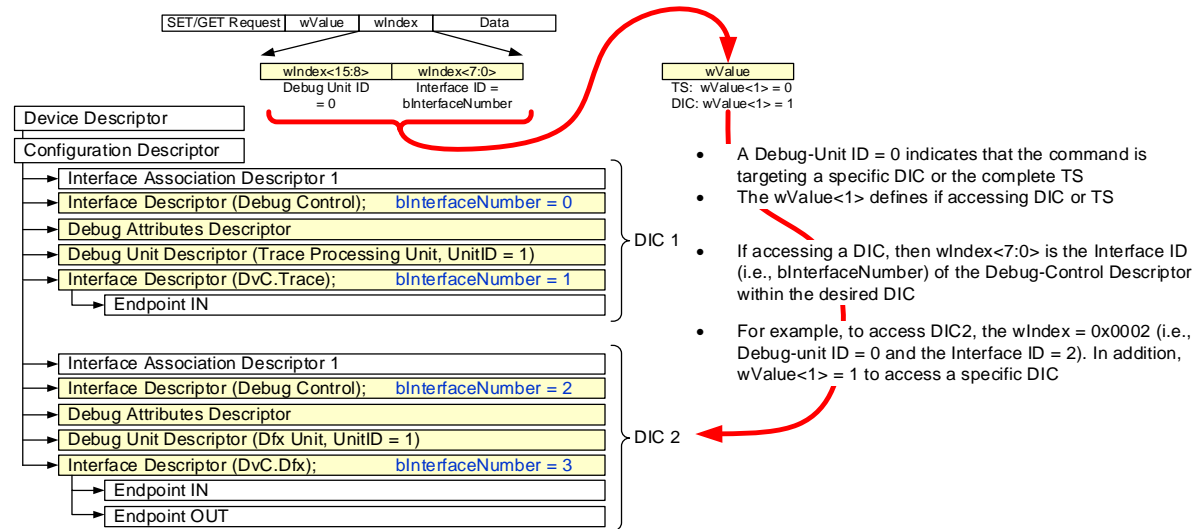 SET/GET Request wValue wIndex Data
wIndex<15:8> wIndex<7:0>
Debug Unit ID
= 0
Interface ID =
bInterfaceNumber
wValue
TS: wValue<1> = 0
DIC: wValue<1> = 1
Device Descriptor
Configuration Descriptor
Interface Association Descriptor 1
Interface Descriptor (Debug Control); bInterfaceNumber = 0
Debug Attributes Descriptor
Debug Unit Descriptor (Trace Processing Unit, UnitID = 1)
Interface Descriptor (DvC.Trace); bInterfaceNumber = 1
Endpoint IN
DIC 1
Interface Association Descriptor 1
Interface Descriptor (Debug Control); bInterfaceNumber = 2
Debug Attributes Descriptor
Debug Unit Descriptor (Dfx Unit, UnitID = 1)
Interface Descriptor (DvC.Dfx); bInterfaceNumber = 3
Endpoint IN
Endpoint OUT
DIC 2
• A Debug-Unit ID = 0 indicates that the command is
targeting a specific DIC or the complete TS
• The wValue<1> defines if accessing DIC or TS
• If accessing a DIC, then wIndex<7:0> is the Interface ID
(i.e., bInterfaceNumber) of the Debug-Control Descriptor
within the desired DIC
• For example, to access DIC2, the wIndex = 0x0002 (i.e.,
Debug-unit ID = 0 and the Interface ID = 2). In addition,
wValue<1> = 1 to access a specific DIC